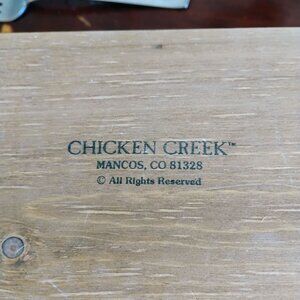 CHICKEN CREEK™
MANCOS, CO 81328
© All Rights Reserved